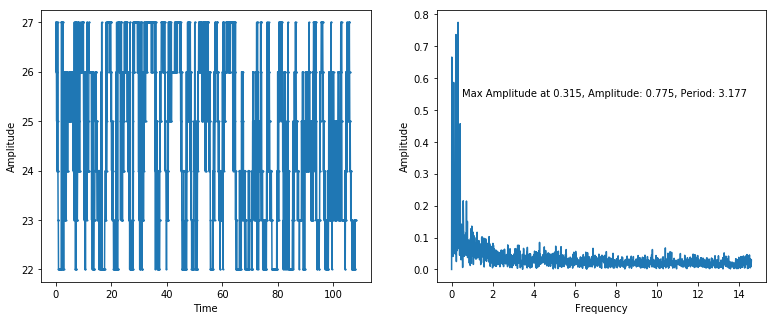 27
26
25
24
23
22
Amplitude
0 20 40 60 80 100
Time
0.8
0.7
0.6
0.5
0.4
0.3
0.2
0.1
0.0
Amplitude
Max Amplitude at 0.315, Amplitude: 0.775, Period: 3.177
0 2 4 6 8 10 12 14
Frequency